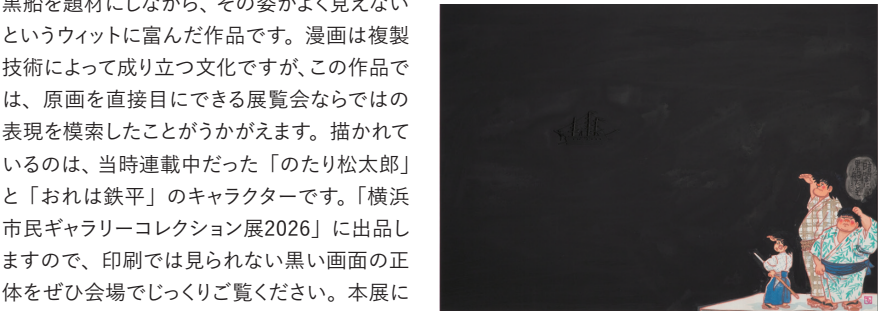 黒船を題材にしながら、その姿がよく見えない
というウィットに富んだ作品です。漫画は複製
技術によって成り立つ文化ですが、この作品で
は、原画を直接目にできる展覧会ならではの
表現を模索したことがうかがえます。描かれて
いるのは、当時連載中だった「のたり松太郎」
と「おれは鉄平」のキャラクターです。「横浜
市民ギャラリーコレクション展2026」に出品し
ますので、印刷では見られない黒い画面の正
体をぜひ会場でじっくりご覧ください。本展に